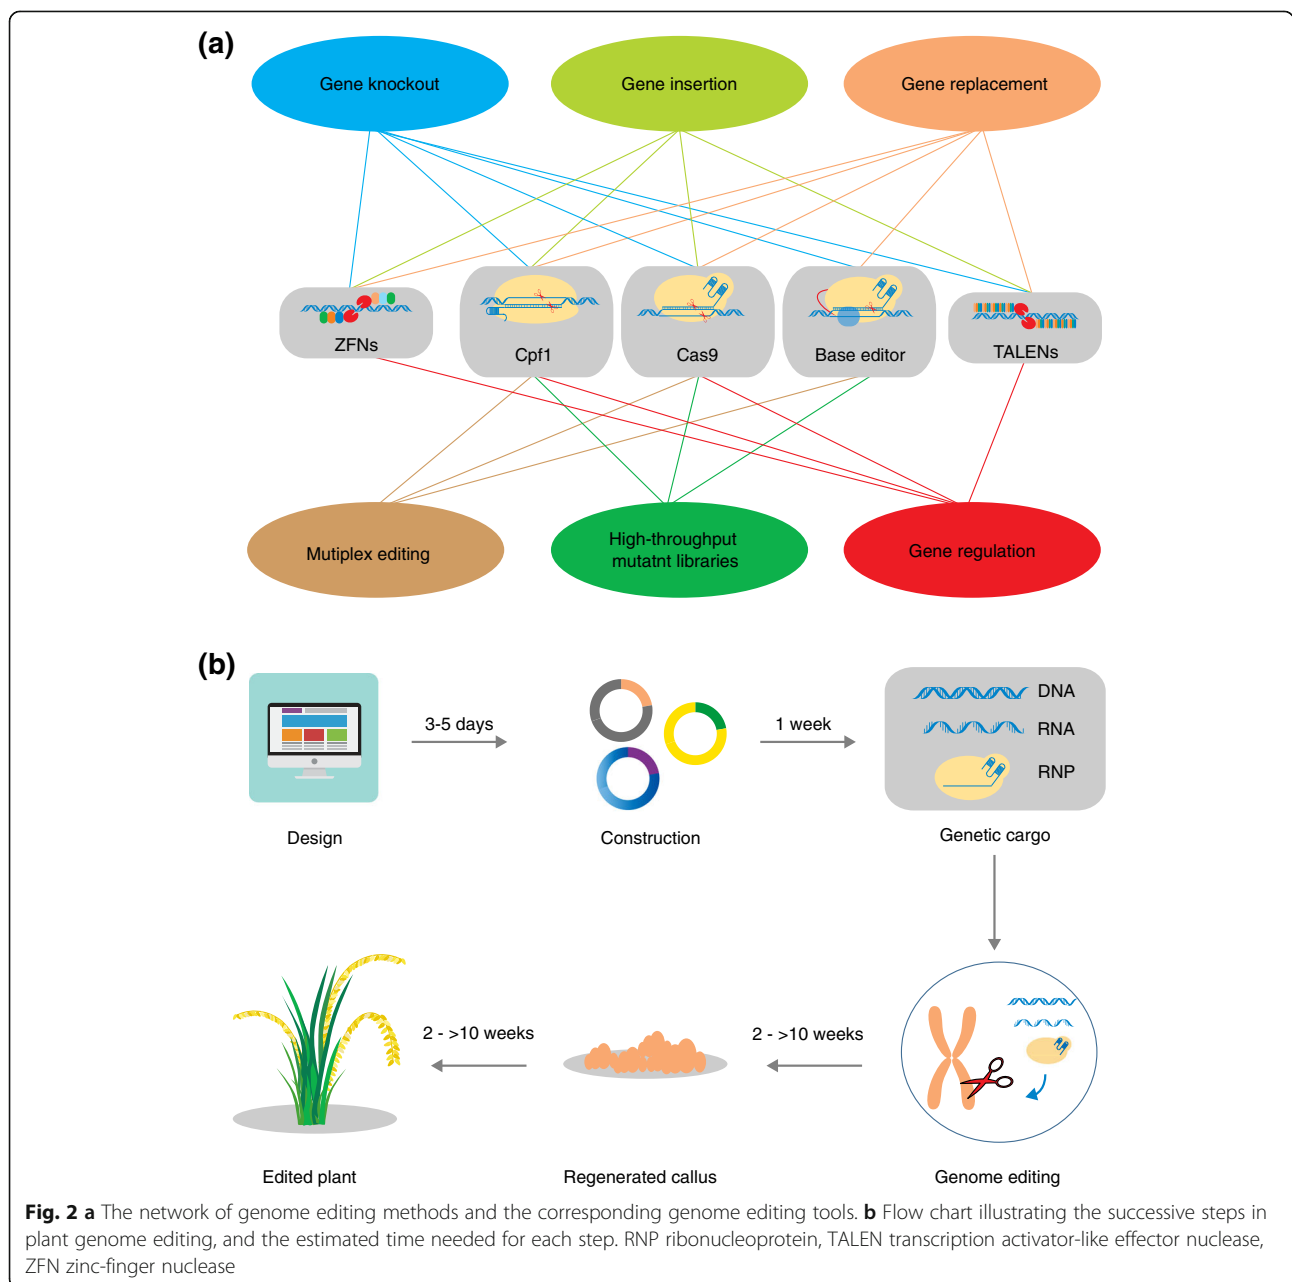 (a)
Gene knockout
Gene insertion
Gene replacement
ZFNs
Cpf1
Cas9
Base editor
TALENs
Mutiplex editing
High-throughput
mutatnt libraries
Gene regulation
(b)
3-5 days
1 week
DNA
RNA
RNP
Design
Construction
Genetic cargo
2 - >10 weeks
2 - >10 weeks
Edited plant
Regenerated callus
Genome editing
Fig. 2 a The network of genome editing methods and the corresponding genome editing tools. b Flow chart illustrating the successive steps in
plant genome editing, and the estimated time needed for each step. RNP ribonucleoprotein, TALEN transcription activator-like effector nuclease,
ZFN zinc-finger nuclease